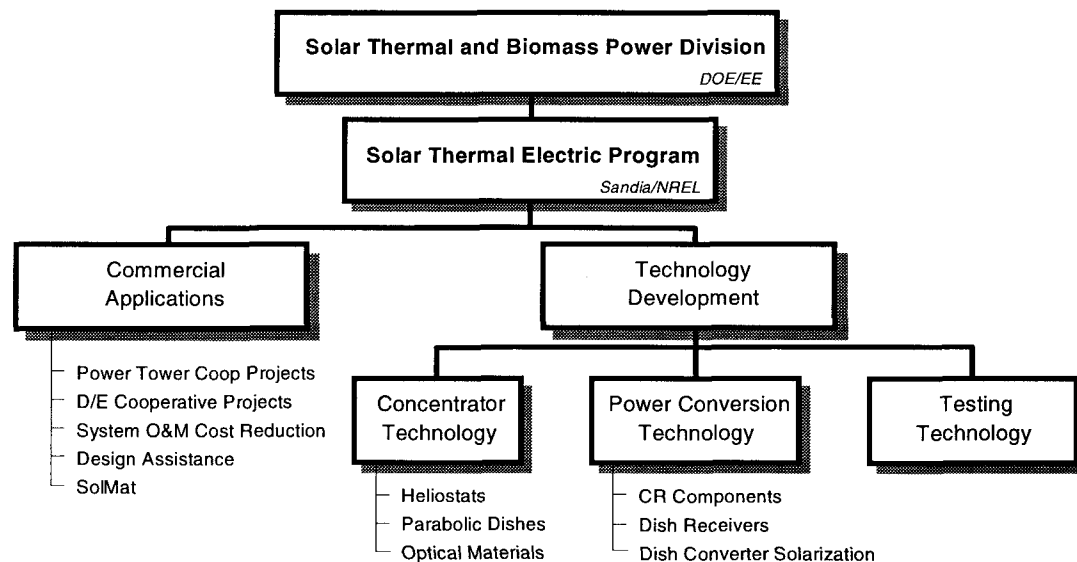 Solar Thermal and Biomass Power Division
DOE/EE
Solar Thermal Electric Program
Sandia/NREL
Commercial
Applications
Technology
Development
Power Tower Coop Projects
D/E Cooperative Projects
System O&M Cost Reduction
Design Assistance
SolMat
Concentrator
Technology
Power Conversion
Technology
Testing
Technology
Heliostats
Parabolic Dishes
Optical Materials
CR Components
Dish Receivers
Dish Converter Solarization